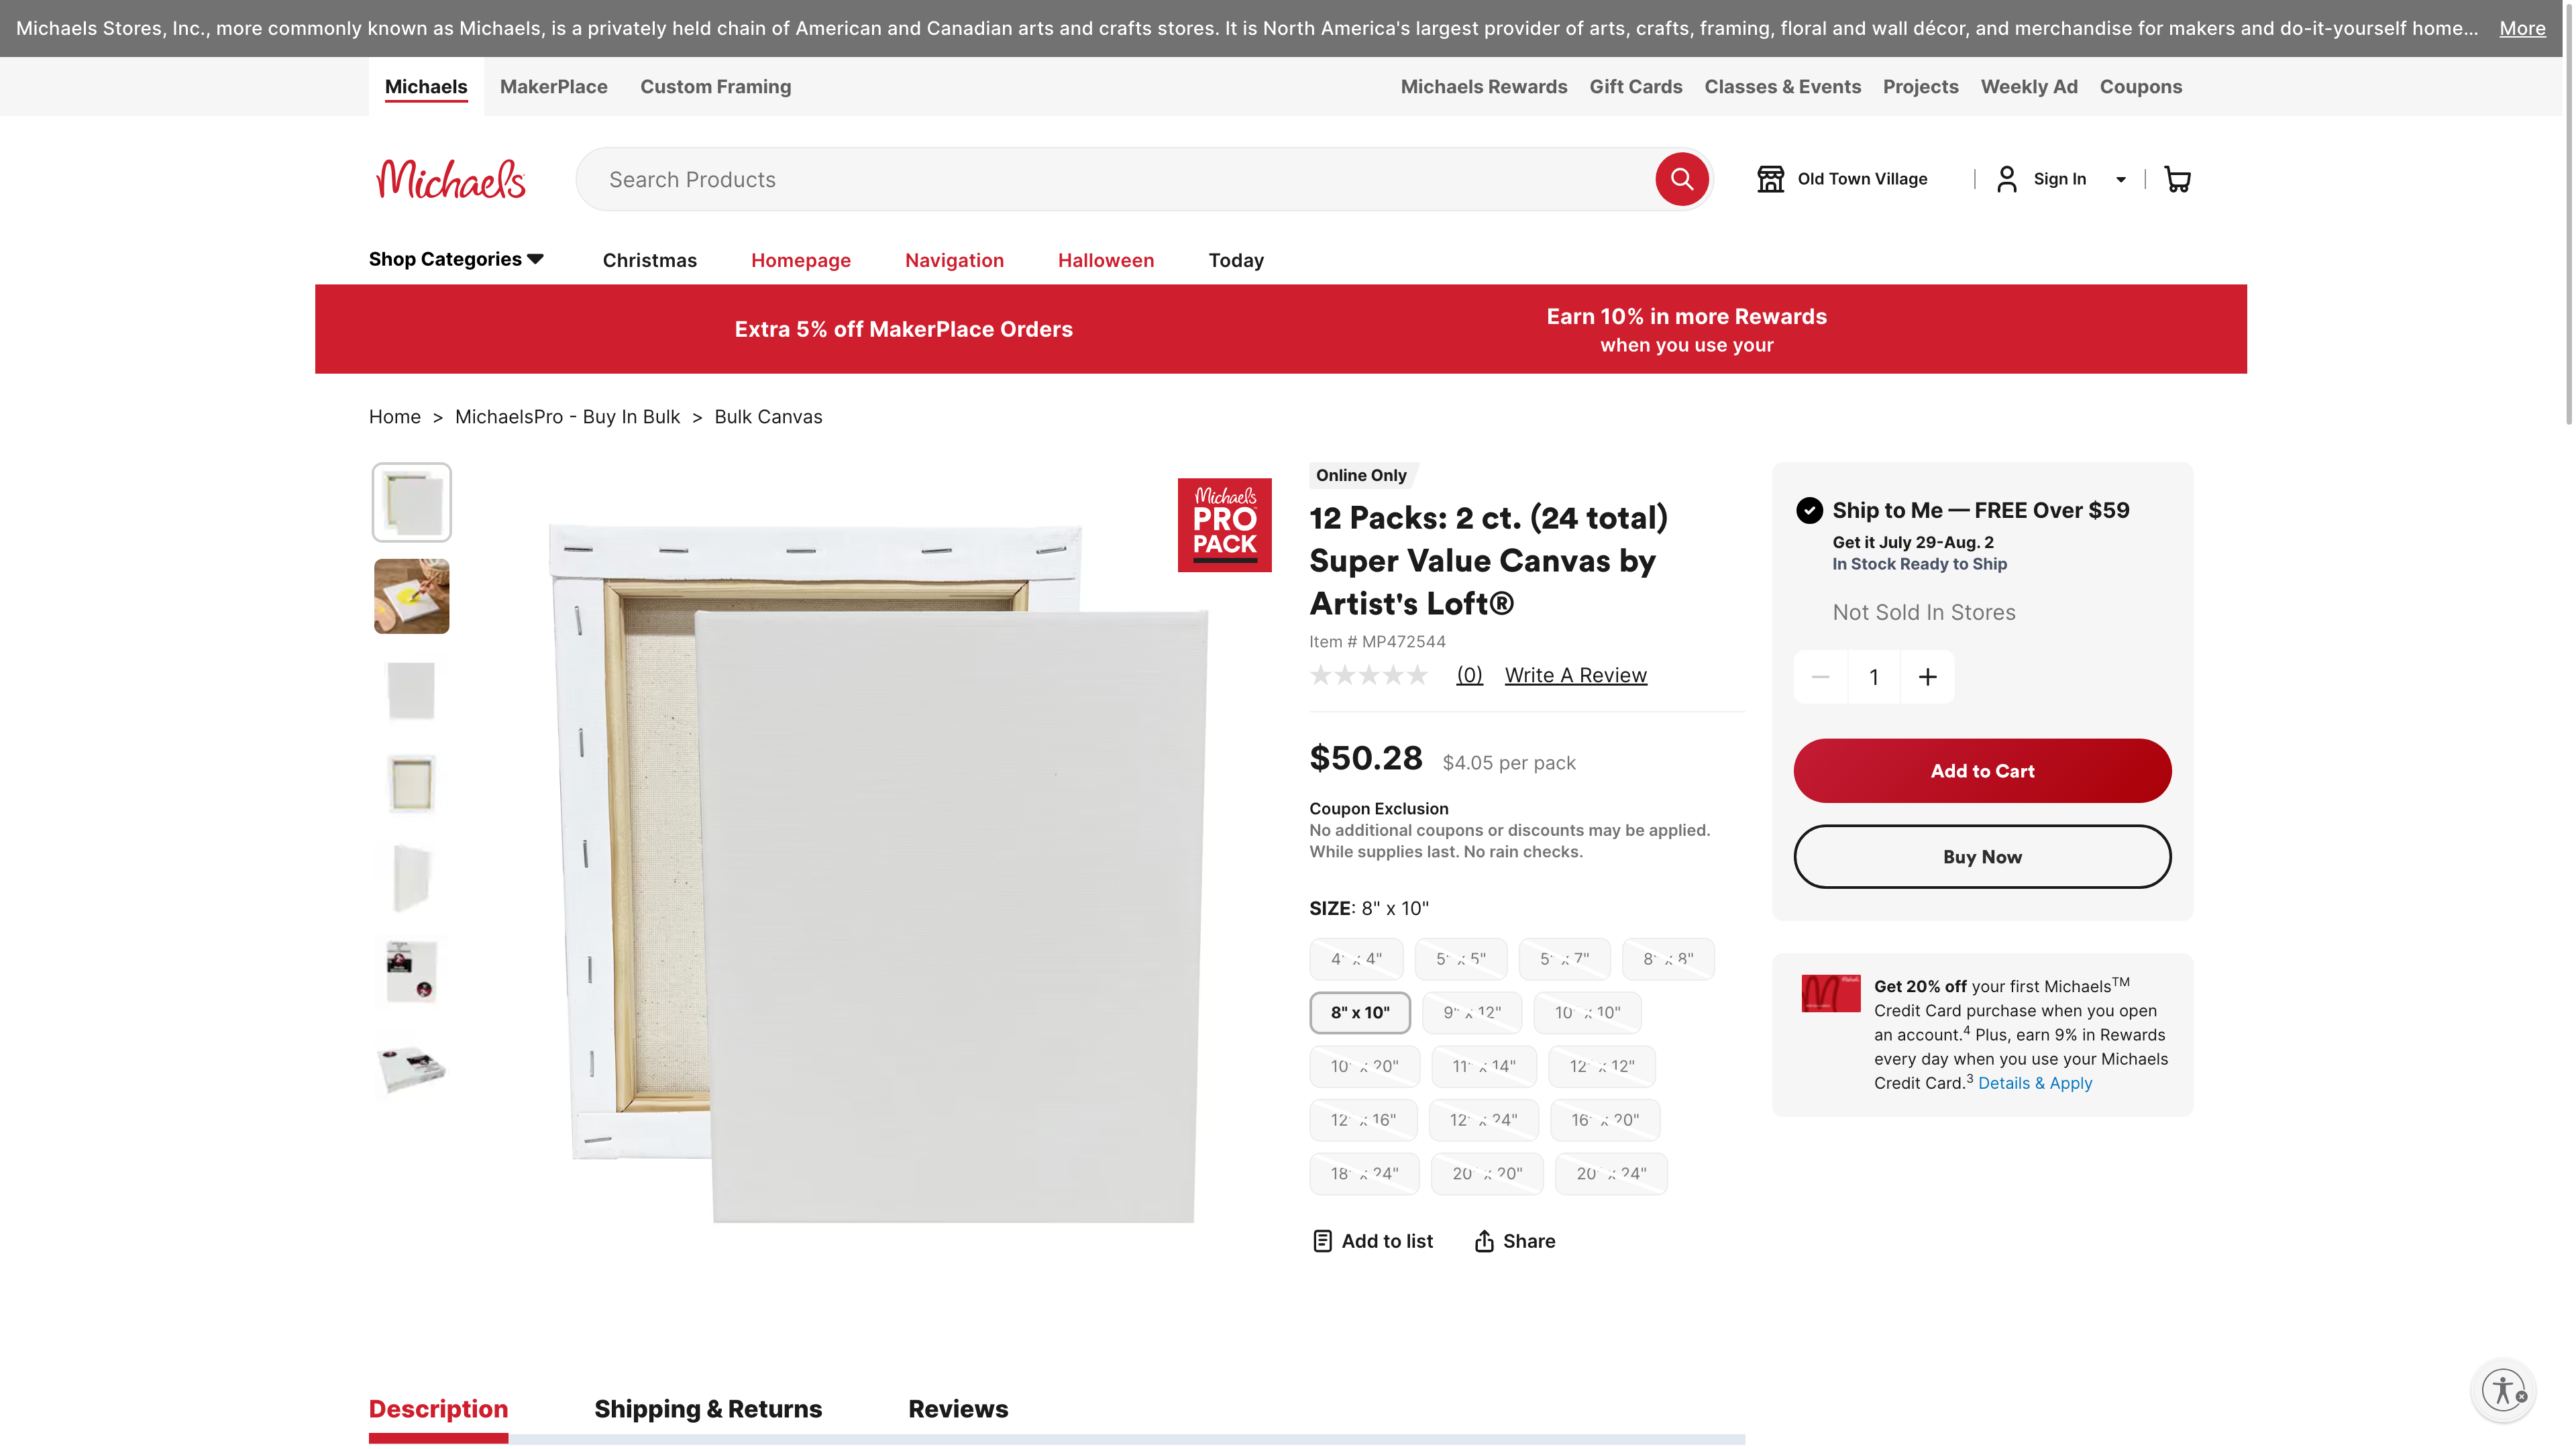 Michaels Stores, Inc., more commonly known as Michaels, is a privately held chain of American and Canadian arts and crafts stores. It is North America's largest provider of arts, crafts, framing, floral and wall décor, and merchandise for makers and do-it-yourself home... More
Michaels MakerPlace Custom Framing Michaels Rewards Gift Cards Classes & Events Projects Weekly Ad Coupons
Michaels Search Products Old Town Village Sign In
Shop Categories Christmas Homepage Navigation Halloween Today
Extra 5% off MakerPlace Orders
Earn 10% in more Rewards
when you use your
Home > MichaelsPro - Buy In Bulk > Bulk Canvas
Michaels
PRO
PACK
Online Only
12 Packs: 2 ct. (24 total)
Super Value Canvas by
Artist's Loft®
Item # MP472544
(0) Write A Review
$50.28 $4.05 per pack
Coupon Exclusion
No additional coupons or discounts may be applied.
While supplies last. No rain checks.
SIZE: 8" x 10"
4" x 4" 5" x 5" 5" x 7" 8" x 8"
8" x 10" 9" x 12" 10" x 10"
10" x 20" 11" x 14" 12" x 12"
12" x 16" 12" x 24" 16" x 20"
18" x 24" 20" x 20" 20" x 24"
Add to list Share
Ship to Me — FREE Over $59
Get it July 29-Aug. 2
In Stock Ready to Ship
Not Sold In Stores
1
Add to Cart
Buy Now
Get 20% off your first Michaels™
Credit Card purchase when you open
an account.4 Plus, earn 9% in Rewards
every day when you use your Michaels
Credit Card.3 Details & Apply
Description Shipping & Returns Reviews